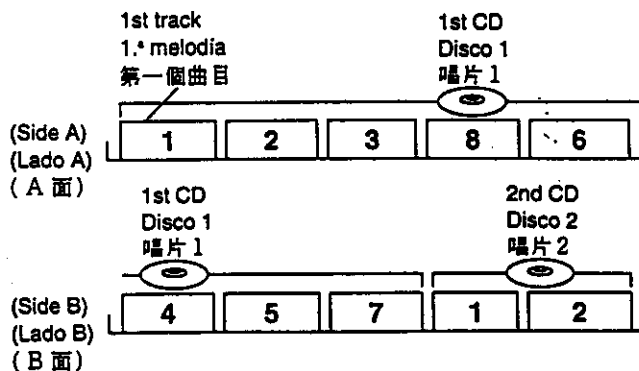 1st track
1.ª melodía
第一個曲目
1st CD
Disco 1
唱片1
(Side A)
(Lado A)
(A 面)
1 2 3 8 6
1st CD
Disco 1
唱片1
2nd CD
Disco 2
唱片2
(Side B)
(Lado B)
(B 面)
4 5 7 1 2